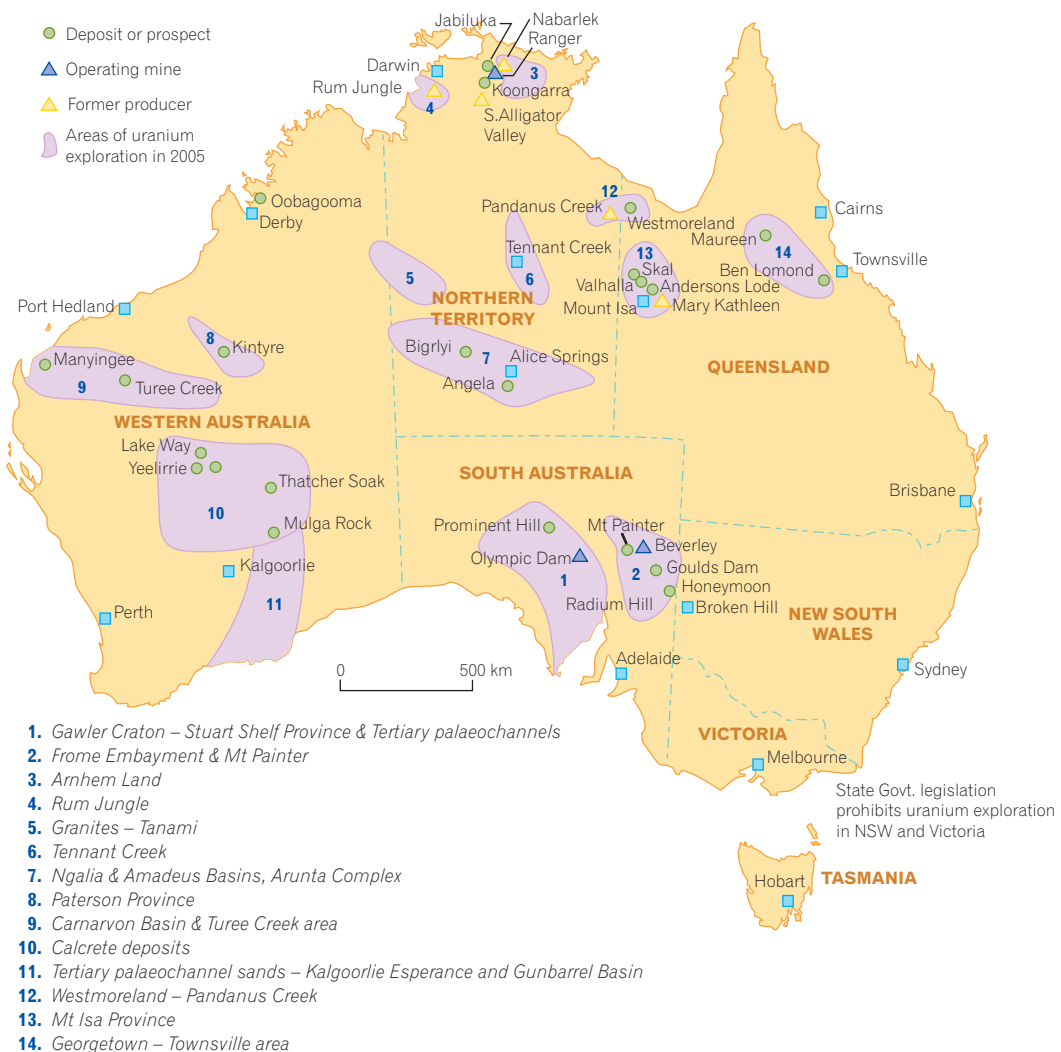 Deposit or prospect
Operating mine
Former producer
Areas of uranium
exploration in 2005
Jabiluka
Nabarlek
Ranger
Darwin
Rum Jungle
3
Koongarra
4
S.Alligator
Valley
Oobagooma
Derby
12
Pandanus Creek
Westmoreland
Cairns
Maureen
14
Townsville
Ben Lomond
Tennant Creek
5
6
13
Skal
Valhalla
Andersons Lode
Mount Isa
Mary Kathleen
NORTHERN
TERRITORY
Port Hedland
8
Kintyre
Manyingee
9
Turee Creek
Bigrlyi
7
Alice Springs
Angela
QUEENSLAND
WESTERN AUSTRALIA
Lake Way
Yeelirrie
Thatcher Soak
10
Mulga Rock
Kalgoorlie
11
Perth
SOUTH AUSTRALIA
Brisbane
Prominent Hill
Mt Painter
Olympic Dam
Beverley
1
2
Goulds Dam
Honeymoon
Radium Hill
Broken Hill
NEW SOUTH
WALES
0
500 km
Adelaide
Sydney
VICTORIA
Melbourne
State Govt. legislation
prohibits uranium exploration
in NSW and Victoria
Hobart
TASMANIA
1. Gawler Craton – Stuart Shelf Province & Tertiary palaeochannels
2. Frome Embayment & Mt Painter
3. Arnhem Land
4. Rum Jungle
5. Granites – Tanami
6. Tennant Creek
7. Ngalia & Amadeus Basins, Arunta Complex
8. Paterson Province
9. Carnarvon Basin & Turee Creek area
10. Calcrete deposits
11. Tertiary palaeochannel sands – Kalgoorlie Esperance and Gunbarrel Basin
12. Westmoreland – Pandanus Creek
13. Mt Isa Province
14. Georgetown – Townsville area